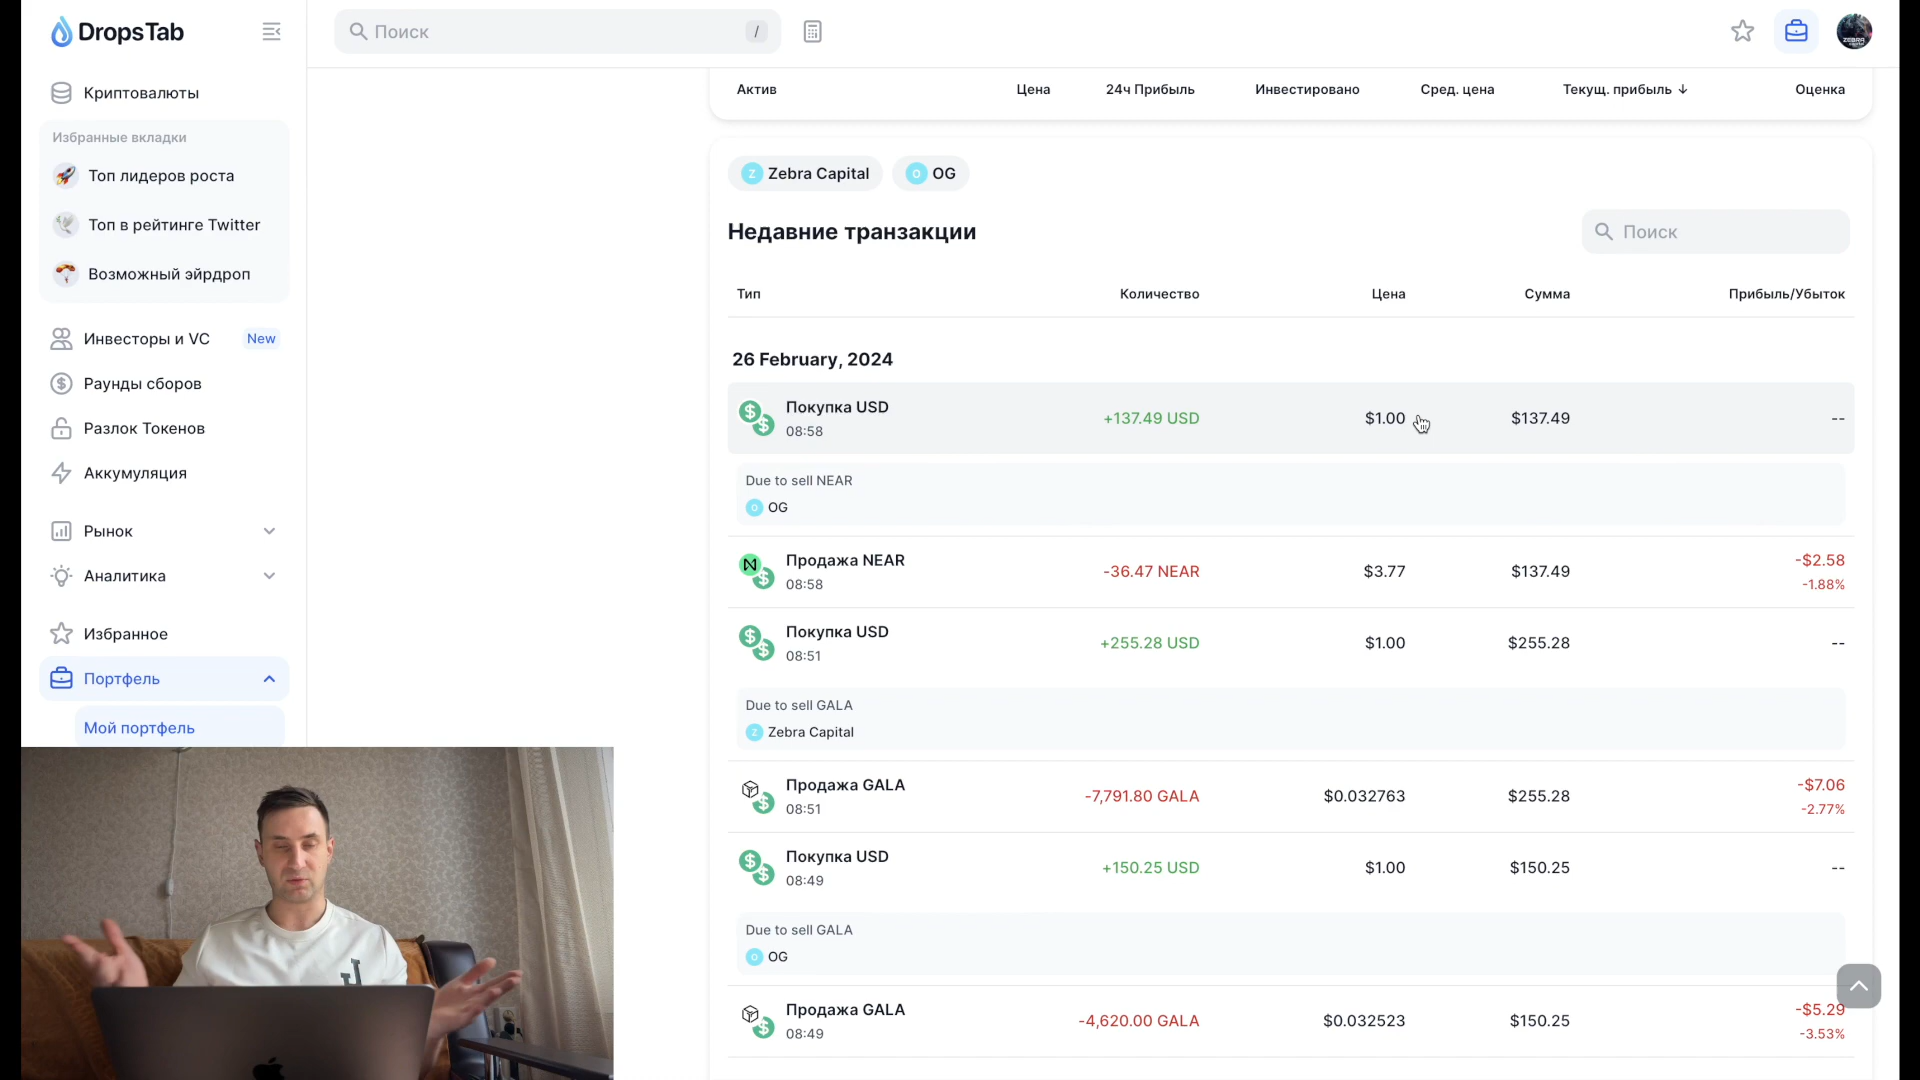 DropsTab
Поиск /
Криптовалюты
Избранные вкладки
Топ лидеров роста
Топ в рейтинге Twitter
Возможный эйрдроп
Инвесторы и VC New
Раунды сборов
Разлок Токенов
Аккумуляция
Рынок
Аналитика
Избранное
Портфель
Мой портфель
Актив Цена 24ч Прибыль Инвестировано Сред. цена Текущ. прибыль ↓ Оценка
Z Zebra Capital O OG
Недавние транзакции Поиск
Тип Количество Цена Сумма Прибыль/Убыток
26 February, 2024
Покупка USD +137.49 USD $1.00 $137.49 --
08:58
Due to sell NEAR
O OG
Продажа NEAR -36.47 NEAR $3.77 $137.49 -$2.58
08:58 -1.88%
Покупка USD +255.28 USD $1.00 $255.28 --
08:51
Due to sell GALA
Z Zebra Capital
Продажа GALA -7,791.80 GALA $0.032763 $255.28 -$7.06
08:51 -2.77%
Покупка USD +150.25 USD $1.00 $150.25 --
08:49
Due to sell GALA
O OG
Продажа GALA -4,620.00 GALA $0.032523 $150.25 -$5.29
08:49 -3.53%